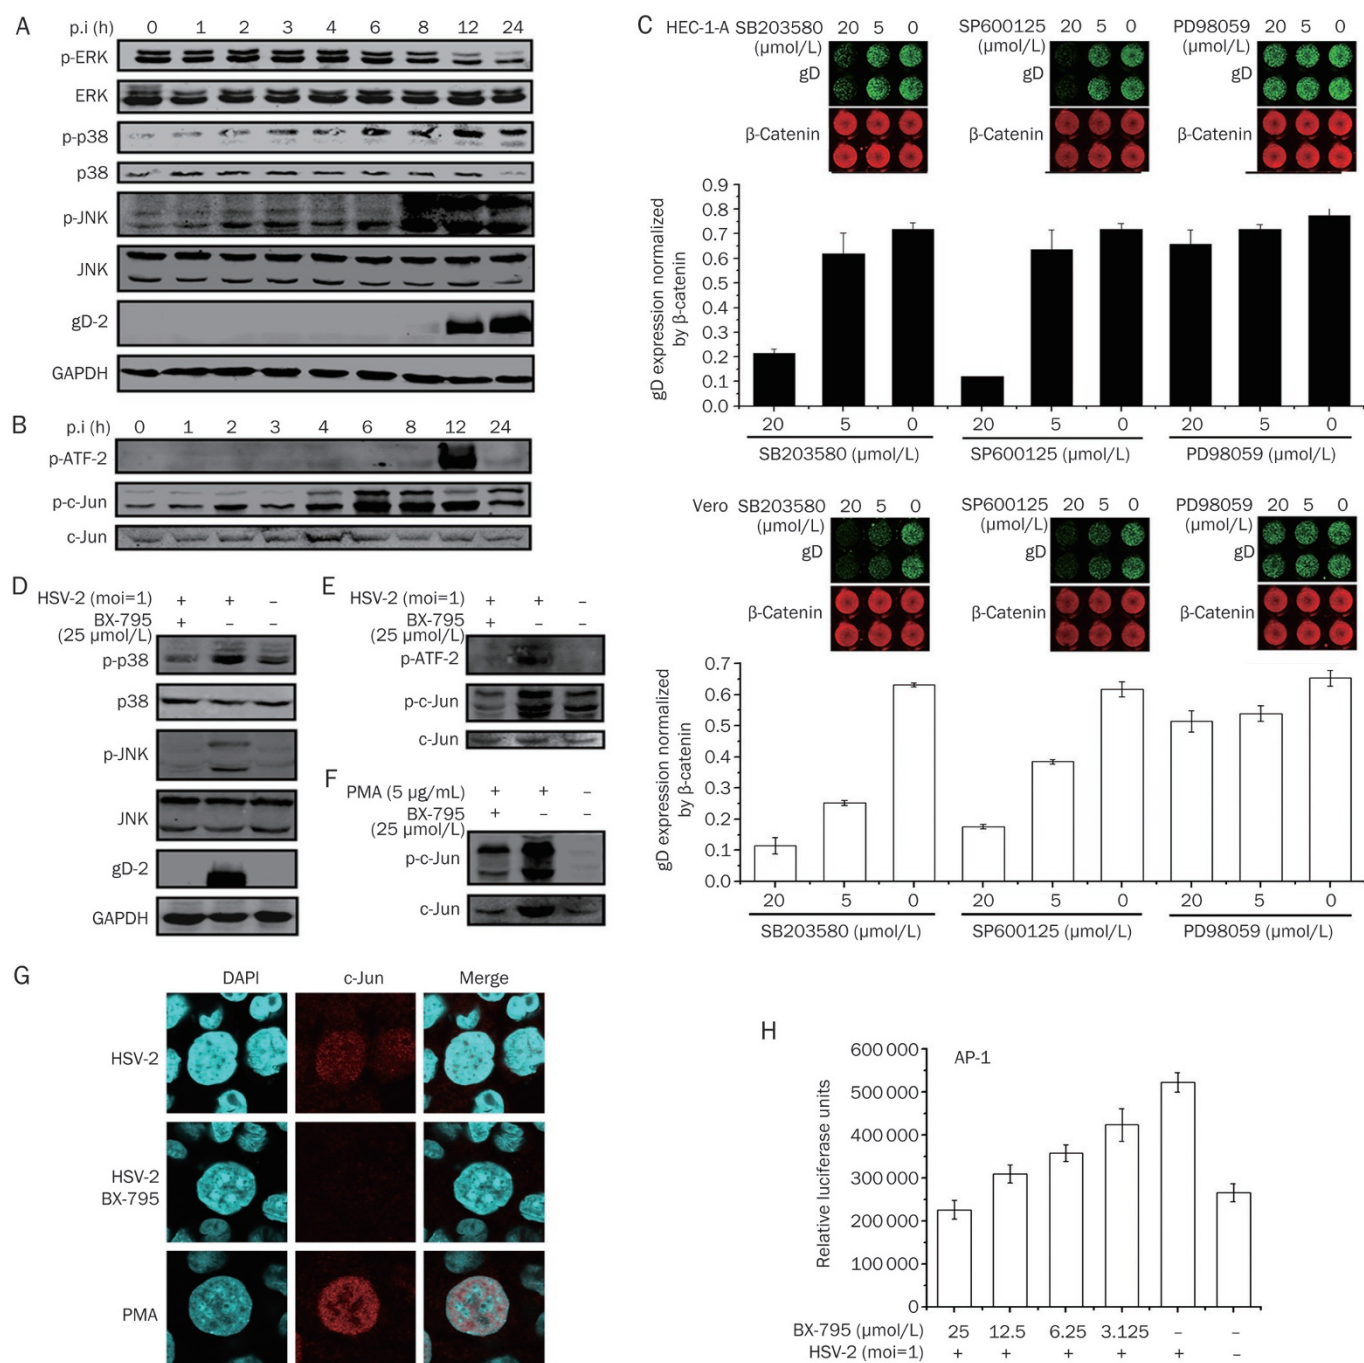 A
p.i (h) 0 1 2 3 4 6 8 12 24
p-ERK
ERK
p-p38
p38
p-JNK
JNK
gD-2
GAPDH
B
p.i (h) 0 1 2 3 4 6 8 12 24
p-ATF-2
p-c-Jun
c-Jun
C
HEC-1-A SB203580 20 5 0 SP600125 20 5 0 PD98059 20 5 0
(μmol/L) (μmol/L) (μmol/L)
gD gD gD
β-Catenin β-Catenin β-Catenin
gD expression normalized
by β-catenin
0.9
0.8
0.7
0.6
0.5
0.4
0.3
0.2
0.1
0.0
20 5 0 20 5 0 20 5 0
SB203580 (μmol/L) SP600125 (μmol/L) PD98059 (μmol/L)
Vero SB203580 20 5 0 SP600125 20 5 0 PD98059 20 5 0
(μmol/L) (μmol/L) (μmol/L)
gD gD gD
β-Catenin β-Catenin β-Catenin
gD expression normalized
by β-catenin
0.7
0.6
0.5
0.4
0.3
0.2
0.1
0.0
20 5 0 20 5 0 20 5 0
SB203580 (μmol/L) SP600125 (μmol/L) PD98059 (μmol/L)
D
HSV-2 (moi=1) + + –
BX-795 + – –
(25 μmol/L)
p-p38
p38
p-JNK
JNK
gD-2
GAPDH
E
HSV-2 (moi=1) + + –
BX-795 + – –
(25 μmol/L)
p-ATF-2
p-c-Jun
c-Jun
F
PMA (5 μg/mL) + + –
BX-795 + – –
(25 μmol/L)
p-c-Jun
c-Jun
G
DAPI c-Jun Merge
HSV-2
HSV-2
BX-795
PMA
H
AP-1
Relative luciferase units
600 000
500 000
400 000
300 000
200 000
100 000
0
BX-795 (μmol/L) 25 12.5 6.25 3.125 – –
HSV-2 (moi=1) + + + + + –